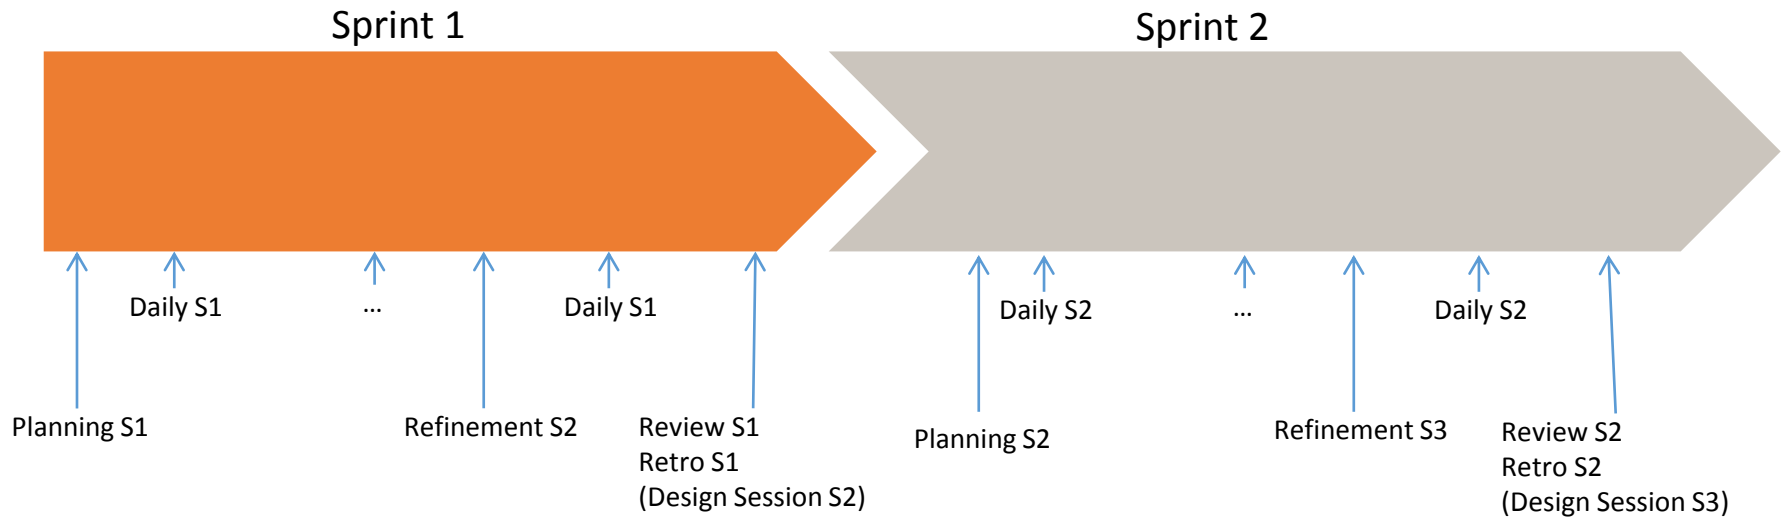 Sprint 1
Sprint 2
Daily S1
...
Daily S1
Daily S2
...
Daily S2
Planning S1
Refinement S2
Review S1
Retro S1
(Design Session S2)
Planning S2
Refinement S3
Review S2
Retro S2
(Design Session S3)